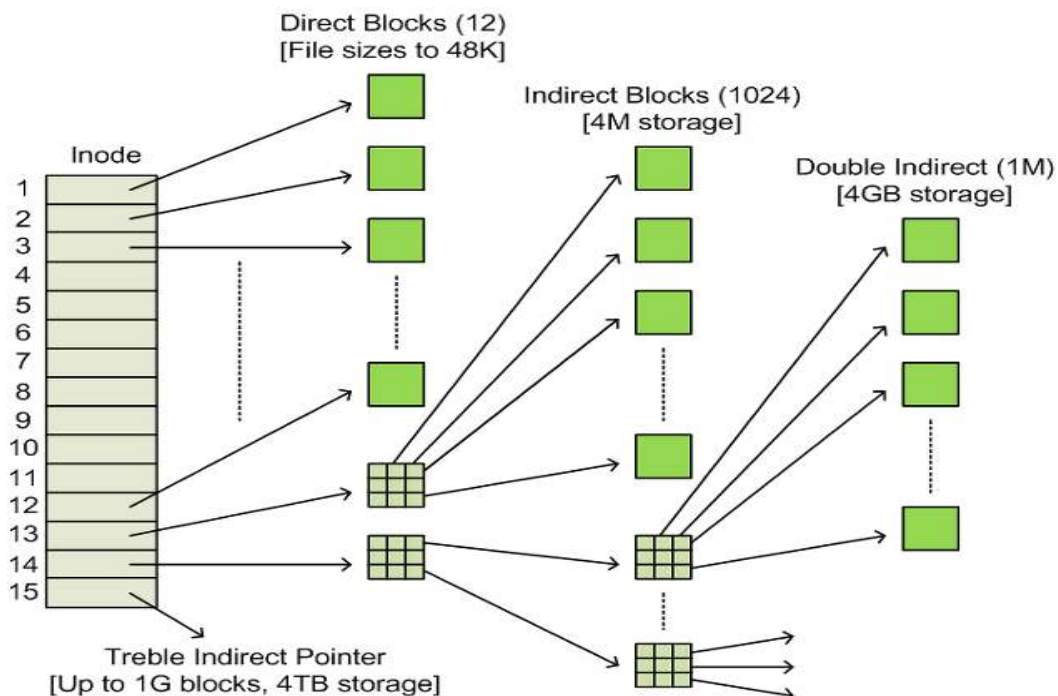 Direct Blocks (12)
[File sizes to 48K]
Indirect Blocks (1024)
[4M storage]
Double Indirect (1M)
[4GB storage]
Inode
1
2
3
4
5
6
7
8
9
10
11
12
13
14
15
Treble Indirect Pointer
[Up to 1G blocks, 4TB storage]